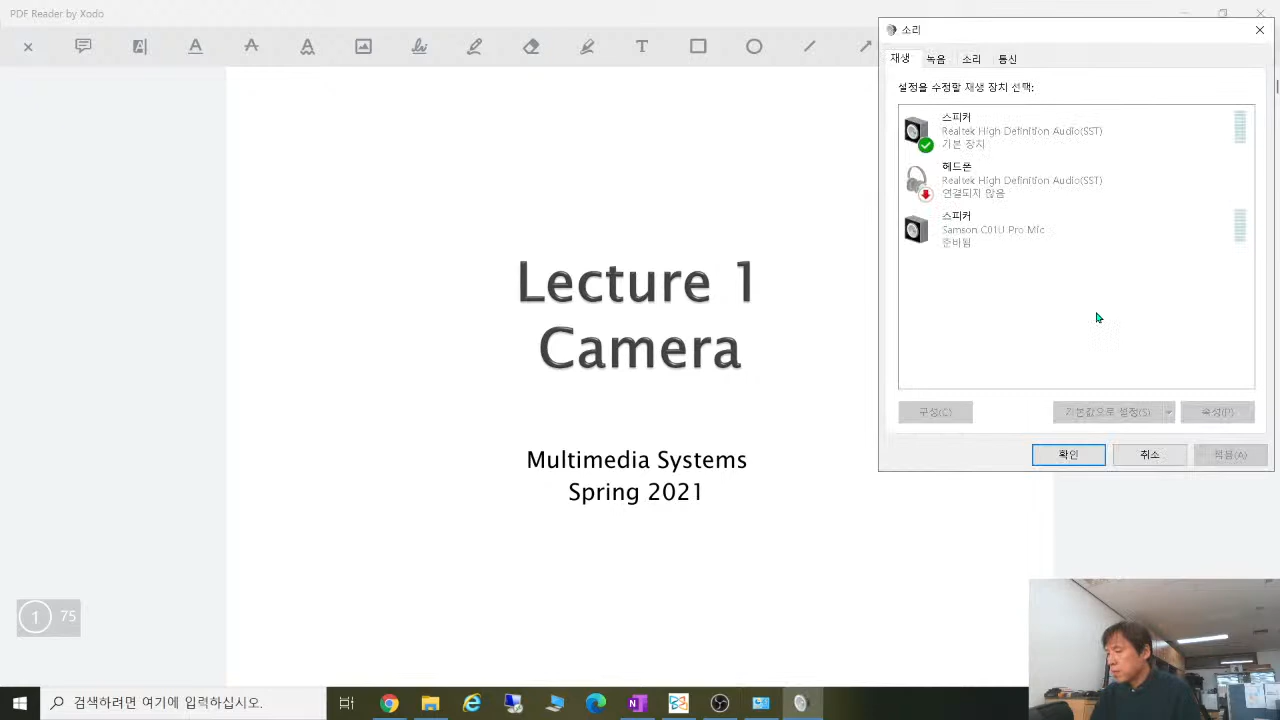 PDF Reader by Xodo
소리
재생 녹음 소리 통신
설정을 수정할 재생 장치 선택:
스피커
Realtek High Definition Audio(SST)
기본 장치
헤드폰
Realtek High Definition Audio(SST)
연결되지 않음
스피커
Samson C01U Pro Mic
준비됨
구성(C) 기본값으로 설정(S) 속성(P)
확인 취소 적용(A)
Lecture 1
Camera
Multimedia Systems
Spring 2021
1 75
검색하려면 여기에 입력하십시오.